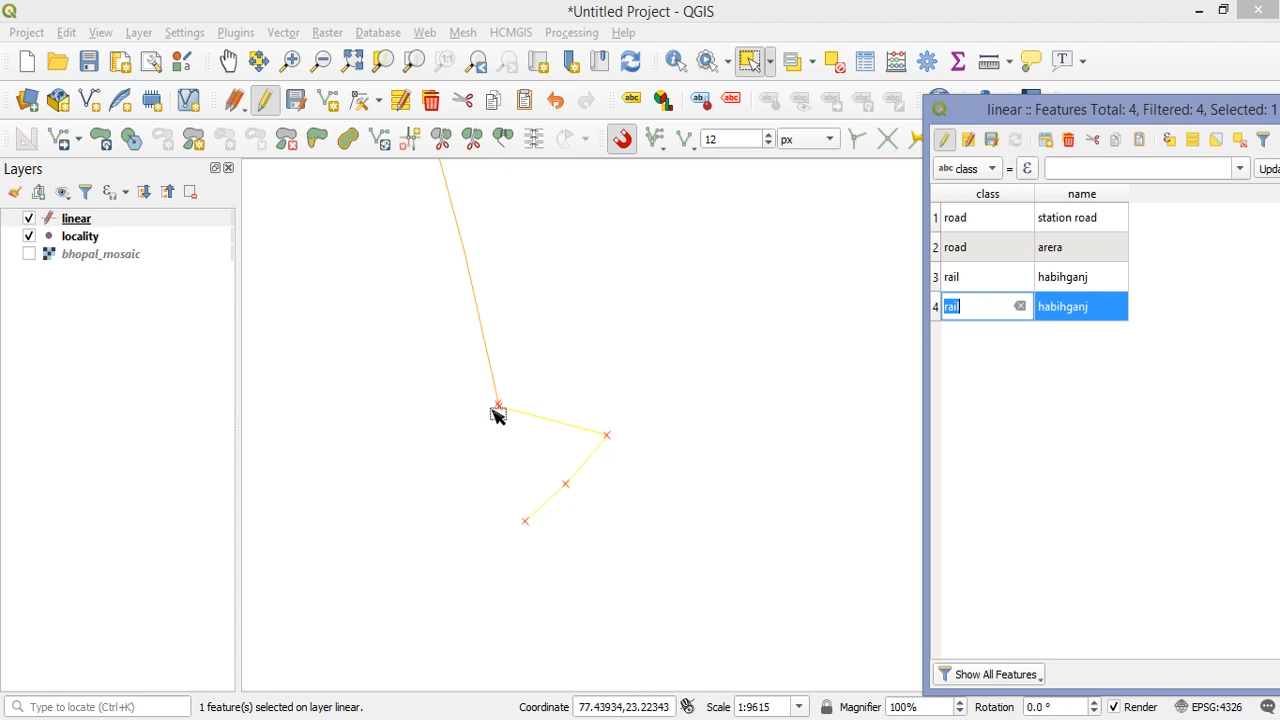 *Untitled Project - QGIS
Project Edit View Layer Settings Plugins Vector Raster Database Web Mesh HCMGIS Processing Help
12 px
linear :: Features Total: 4, Filtered: 4, Selected: 1
Layers
abc class = ε Upda
class name
linear
1 road station road
locality
2 road arera
bhopal_mosaic
3 rail habihganj
4 rail habihganj
Show All Features
Type to locate (Ctrl+K) 1 feature(s) selected on layer linear. Coordinate 77.43934,23.22343 Scale 1:9615 Magnifier 100% Rotation 0.0 ° Render EPSG:4326